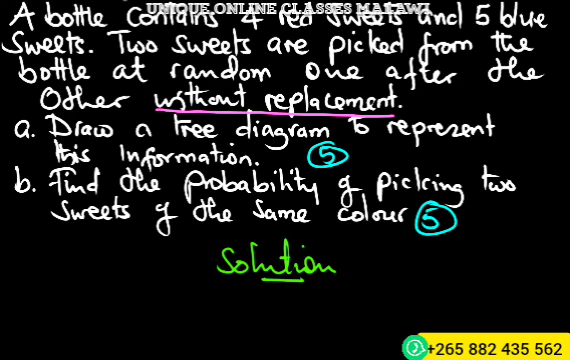 UNIQUE ONLINE CLASSES MALAWI
A bottle contains 4 red sweets and 5 blue
Sweets. Two sweets are picked from the
bottle at random one after the
Other without replacement.
a. Draw a tree diagram to represent
this information. 5
b. Find the probability of picking two
Sweets of the same colour 5
Solution
+265 882 435 562